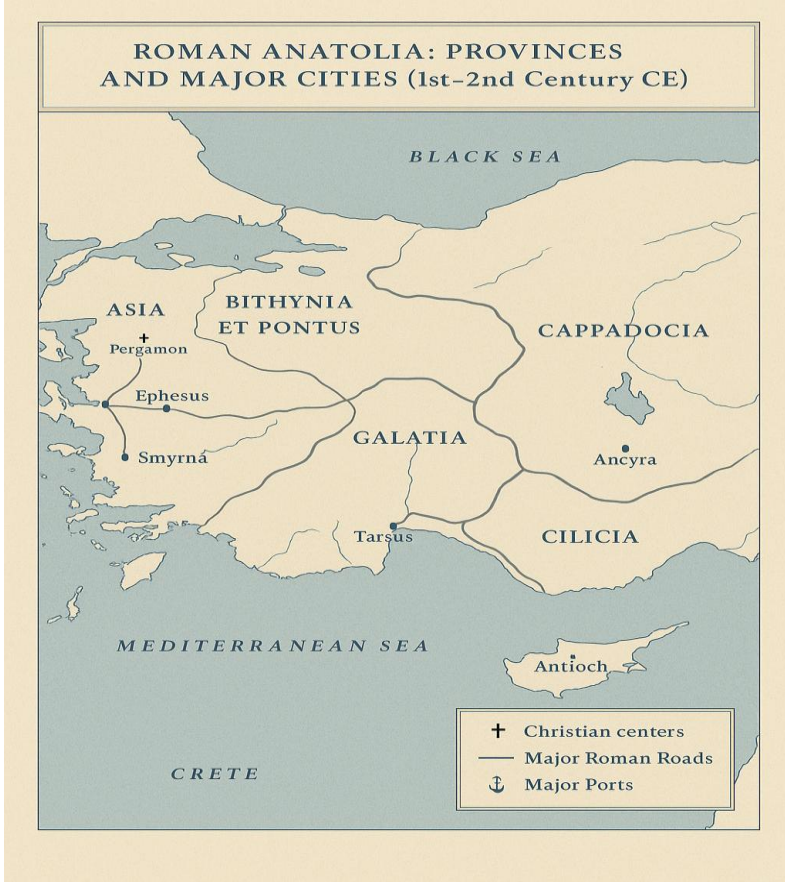 ROMAN ANATOLIA: PROVINCES
AND MAJOR CITIES (1st–2nd Century CE)
BLACK SEA
ASIA
BITHYNIA
ET PONTUS
Pergamon
CAPPADOCIA
Ephesus
GALATIA
Smyrna
Ancyra
Tarsus
CILICIA
MEDITERRANEAN SEA
Antioch
CRETE
Christian centers
Major Roman Roads
Major Ports